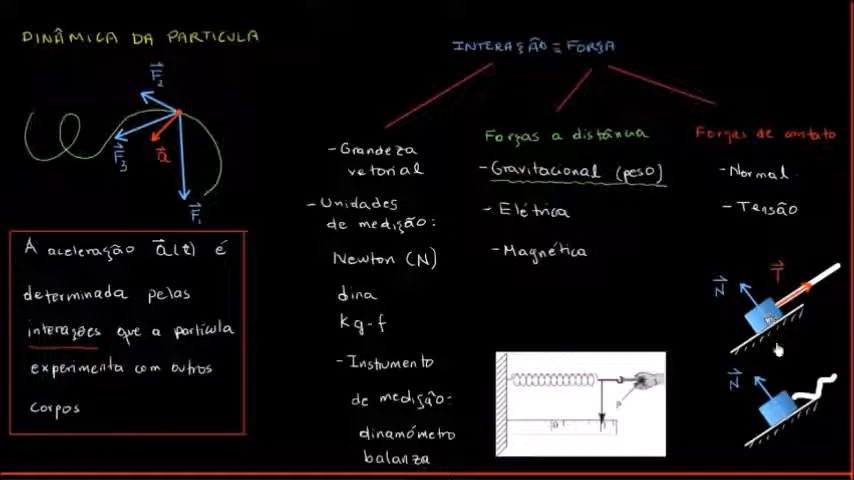 DINÂMICA DA PARTICULA
F₂
F₃
a
F₁
A aceleração a(t) é
determinada pelas
interações que a partícula
experimenta com outros
corpos
INTERAÇÃO = FORÇA
- Grandeza
vetorial
- Unidades
de medição:
Newton (N)
dina
Kg-f
- Instumento
de medição:
dinamómetro
balanza
Forças a distância
- Gravitacional (peso)
- Elétrica
- Magnética
P
Forças de contato
- Normal
- Tensão
N
T
N